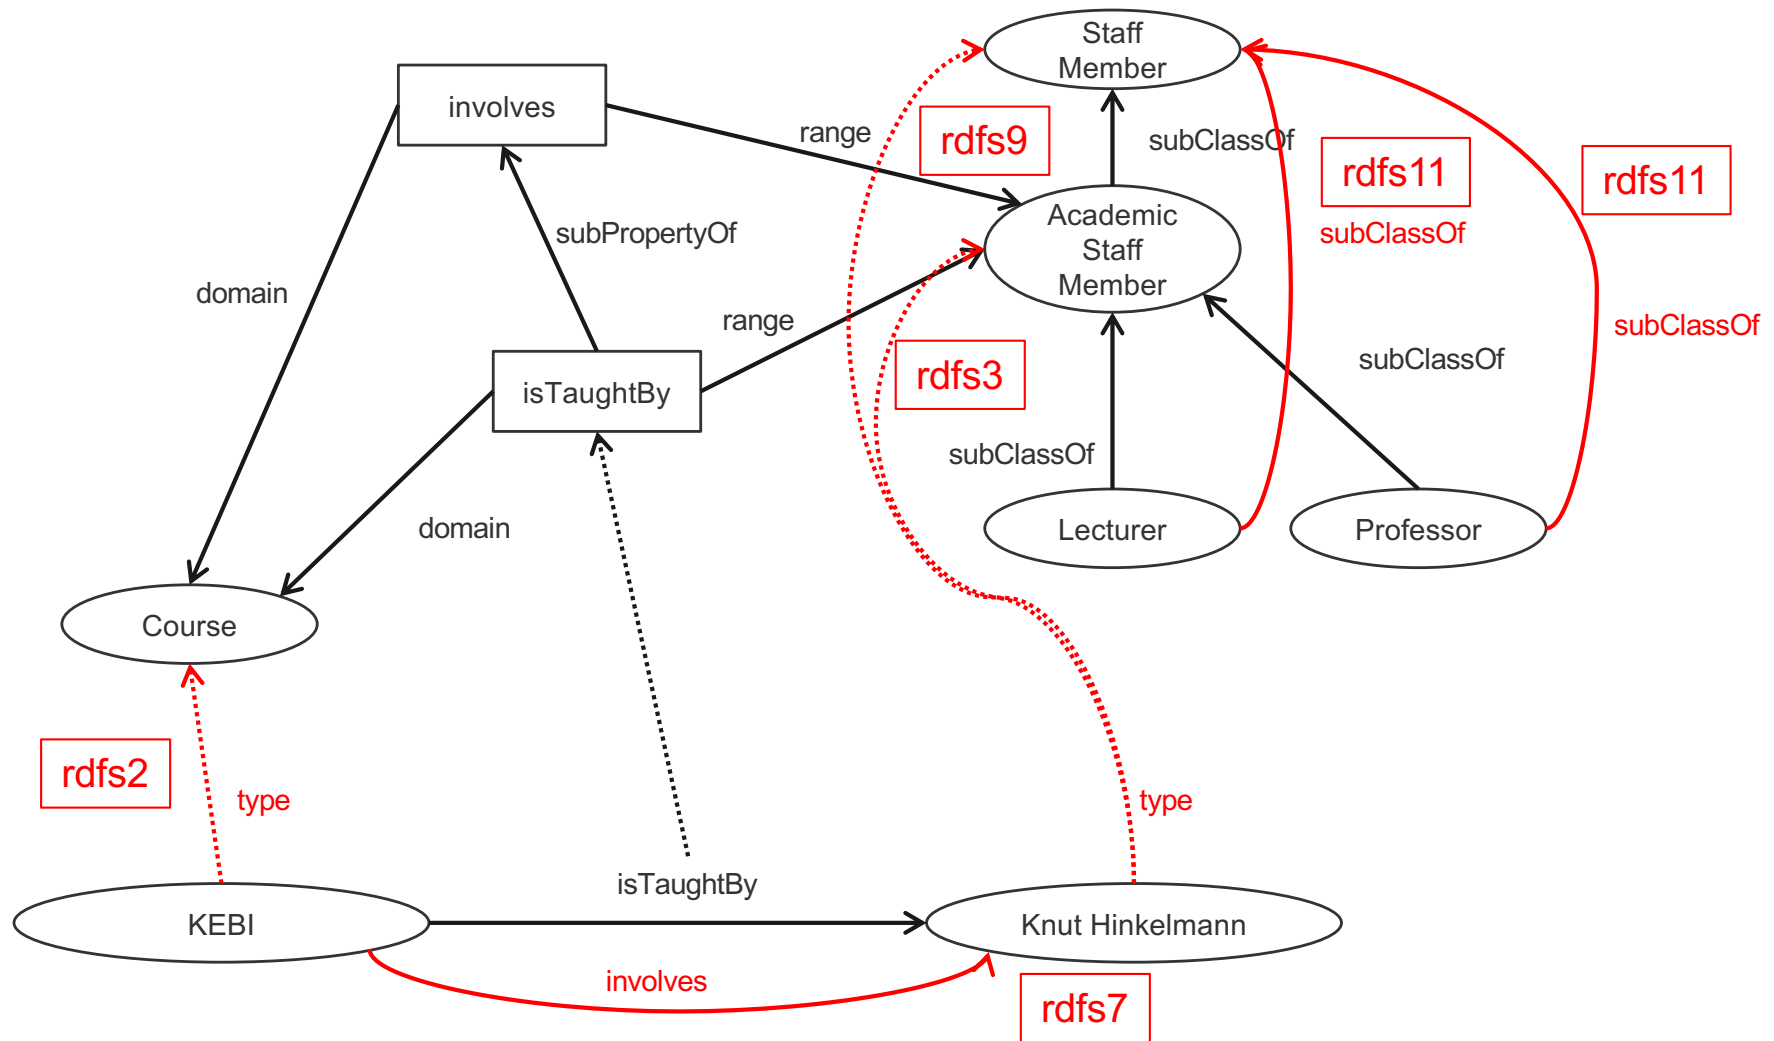 Staff
Member
involves
range
rdfs9
subClassOf
rdfs11
rdfs11
Academic
Staff
Member
subPropertyOf
subClassOf
domain
range
subClassOf
rdfs3
subClassOf
isTaughtBy
subClassOf
domain
Lecturer
Professor
Course
rdfs2
type
type
isTaughtBy
KEBI
Knut Hinkelmann
involves
rdfs7